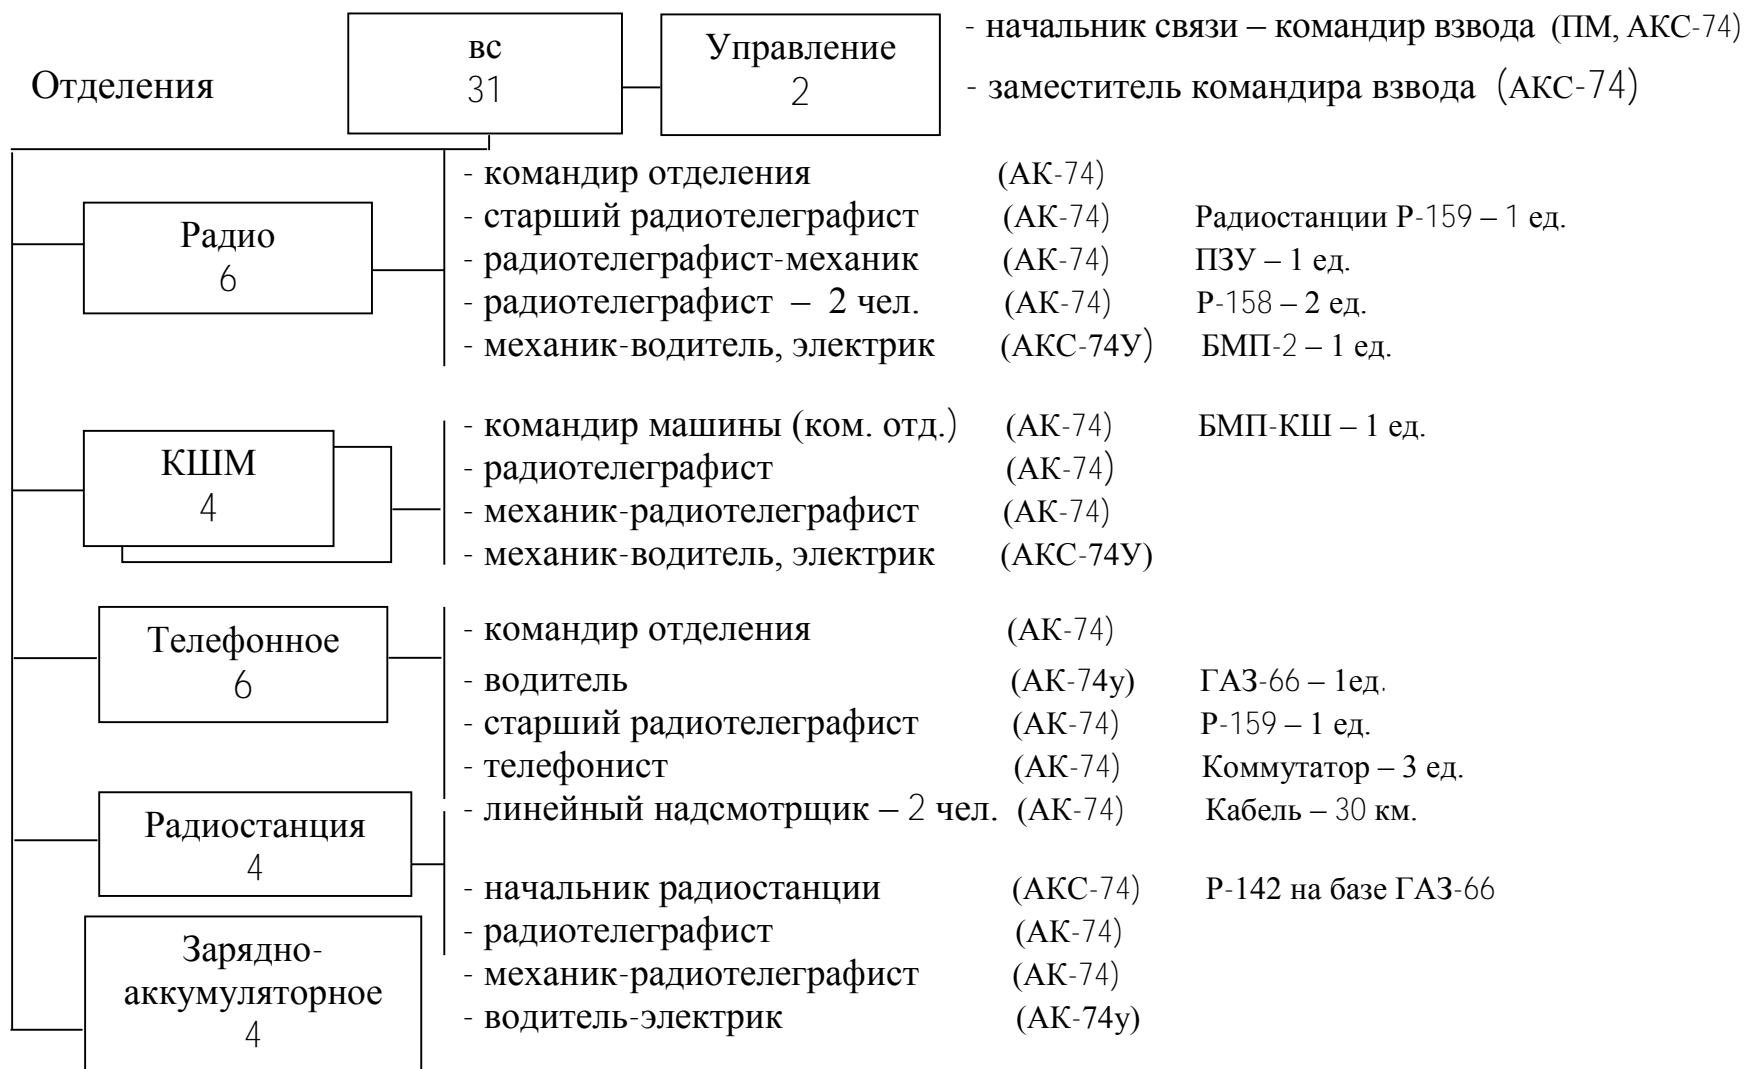 Отделения
вс
31
Управление
2
- начальник связи – командир взвода (ПМ, АКС-74)
- заместитель командира взвода (АКС-74)
Радио
6
- командир отделения (АК-74)
- старший радиотелеграфист (АК-74) Радиостанции Р-159 – 1 ед.
- радиотелеграфист-механик (АК-74) ПЗУ – 1 ед.
- радиотелеграфист – 2 чел. (АК-74) Р-158 – 2 ед.
- механик-водитель, электрик (АКС-74У) БМП-2 – 1 ед.
КШМ
4
- командир машины (ком. отд.) (АК-74) БМП-КШ – 1 ед.
- радиотелеграфист (АК-74)
- механик-радиотелеграфист (АК-74)
- механик-водитель, электрик (АКС-74У)
Телефонное
6
- командир отделения (АК-74)
- водитель (АК-74у) ГАЗ-66 – 1ед.
- старший радиотелеграфист (АК-74) Р-159 – 1 ед.
- телефонист (АК-74) Коммутатор – 3 ед.
- линейный надсмотрщик – 2 чел. (АК-74) Кабель – 30 км.
Радиостанция
4
- начальник радиостанции (АКС-74) Р-142 на базе ГАЗ-66
- радиотелеграфист (АК-74)
- механик-радиотелеграфист (АК-74)
- водитель-электрик (АК-74у)
Зарядно-
аккумуляторное
4